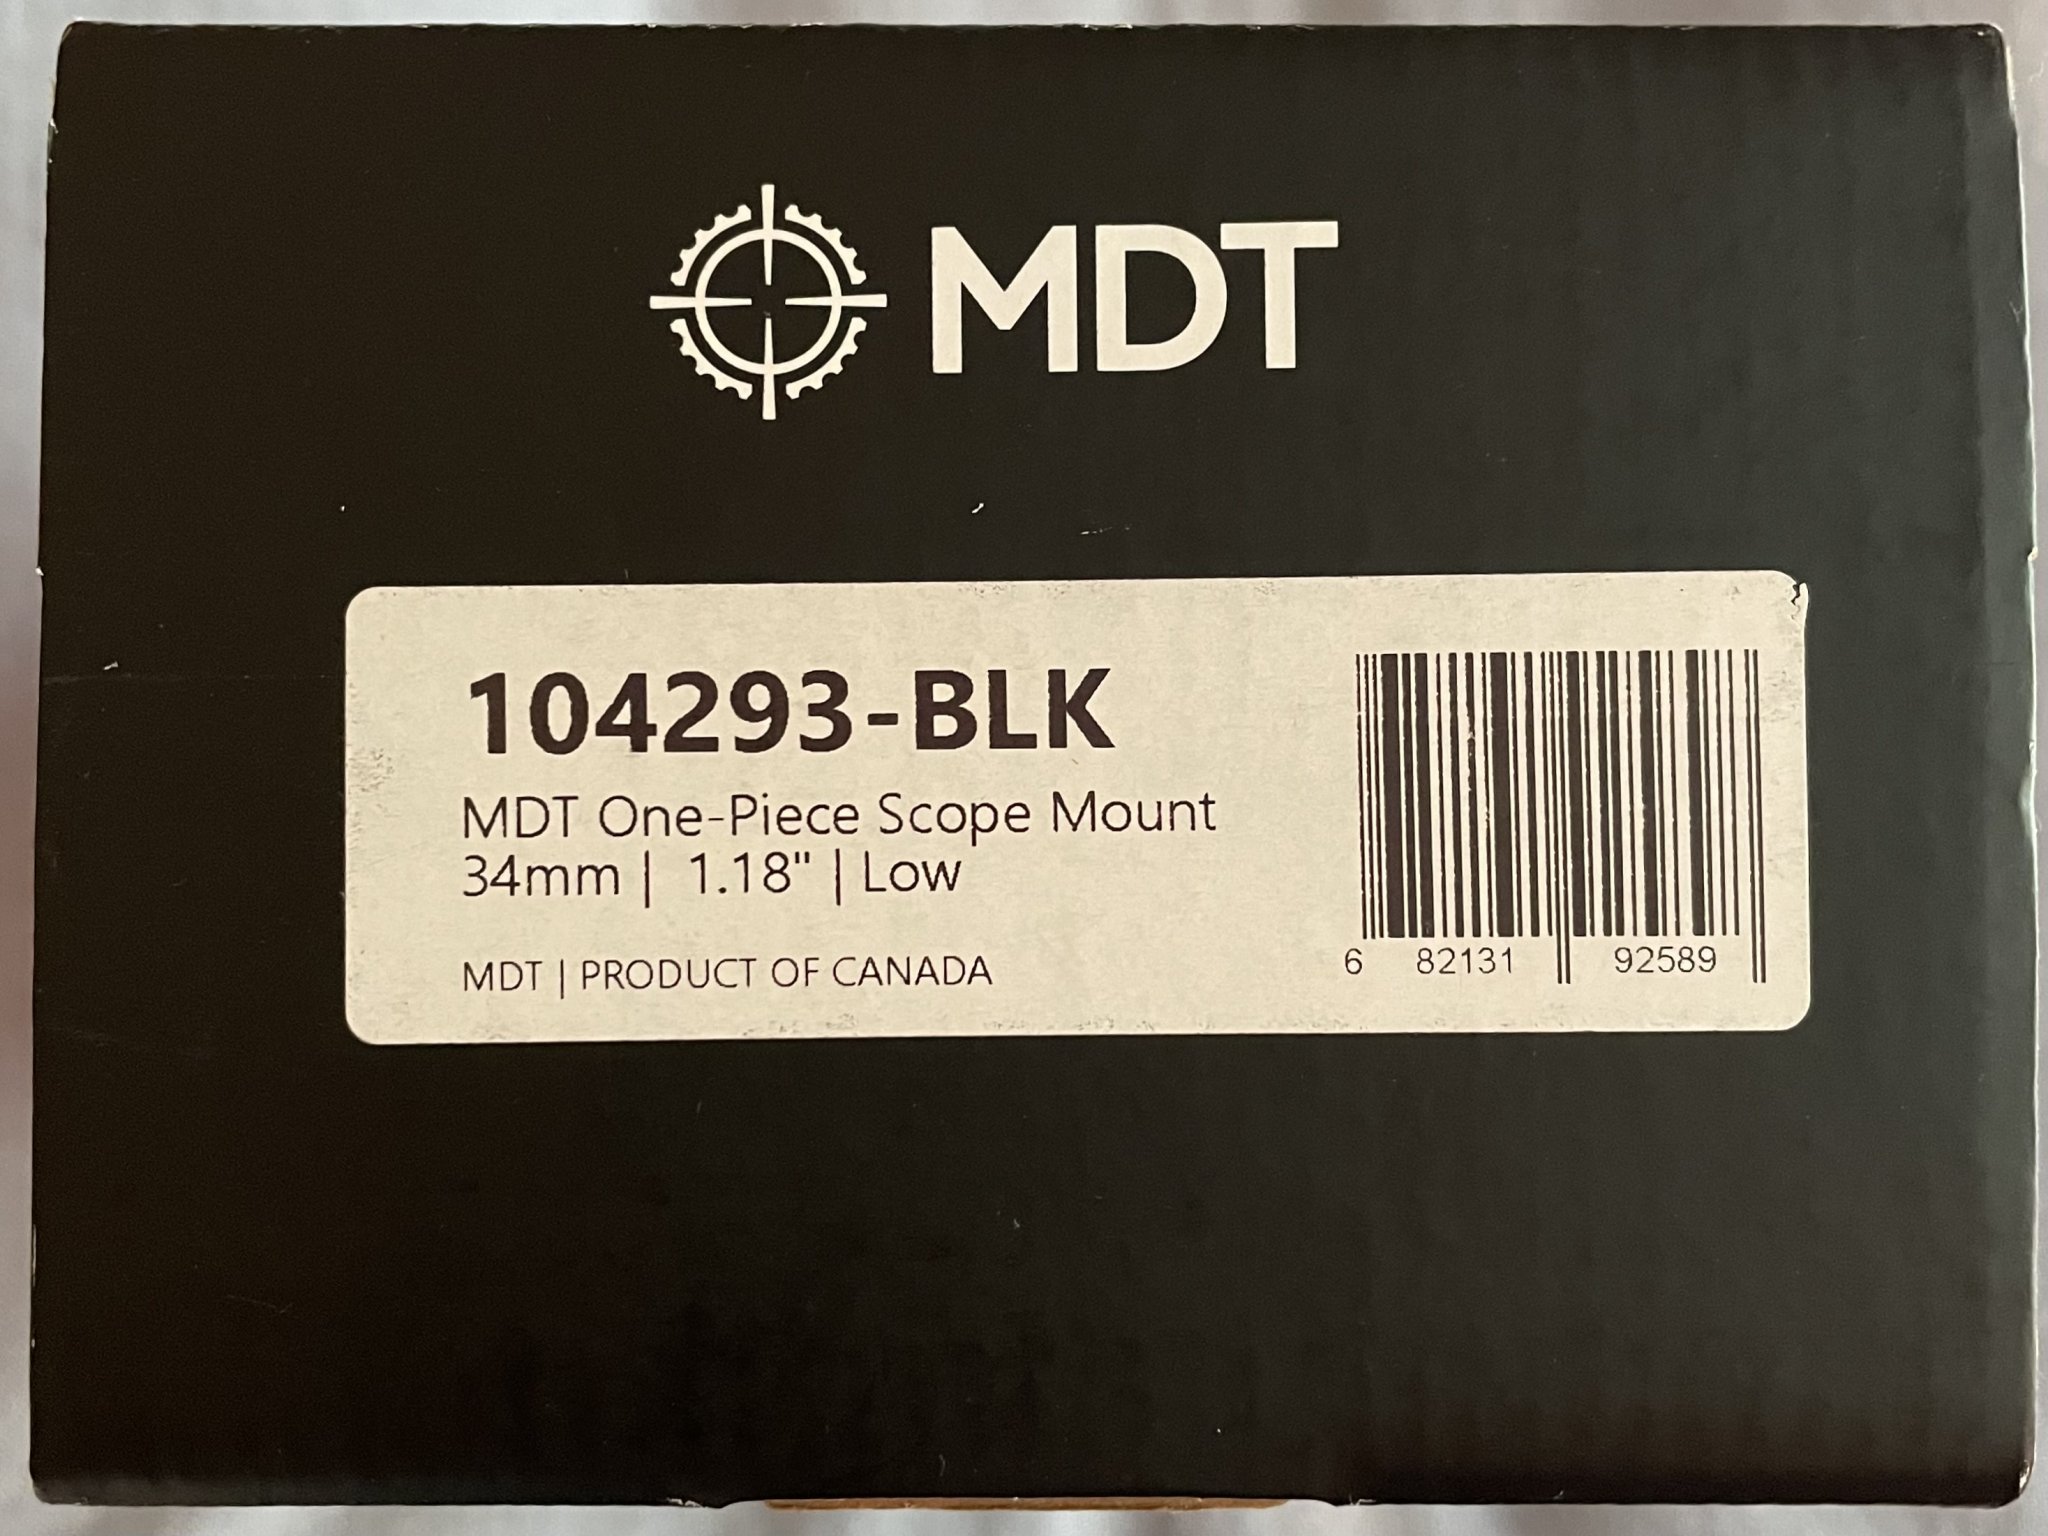 MDT
104293-BLK
MDT One-Piece Scope Mount
34mm | 1.18" | Low
MDT | PRODUCT OF CANADA
6 82131 92589